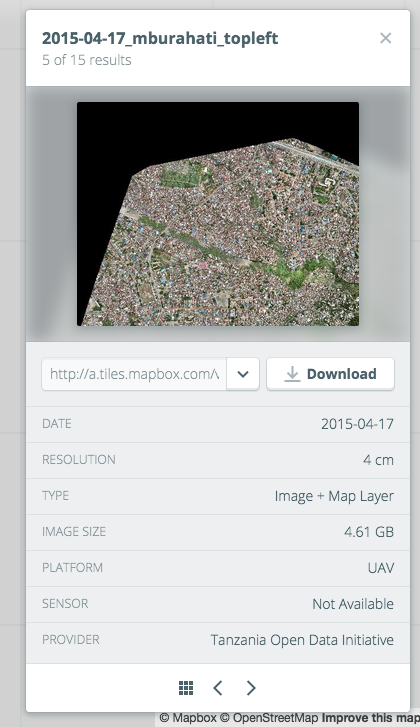 2015-04-17_mburahati_topleft
5 of 15 results
http://a.tiles.mapbox.com/v
Download
DATE 2015-04-17
RESOLUTION 4 cm
TYPE Image + Map Layer
IMAGE SIZE 4.61 GB
PLATFORM UAV
SENSOR Not Available
PROVIDER Tanzania Open Data Initiative
© Mapbox © OpenStreetMap Improve this map